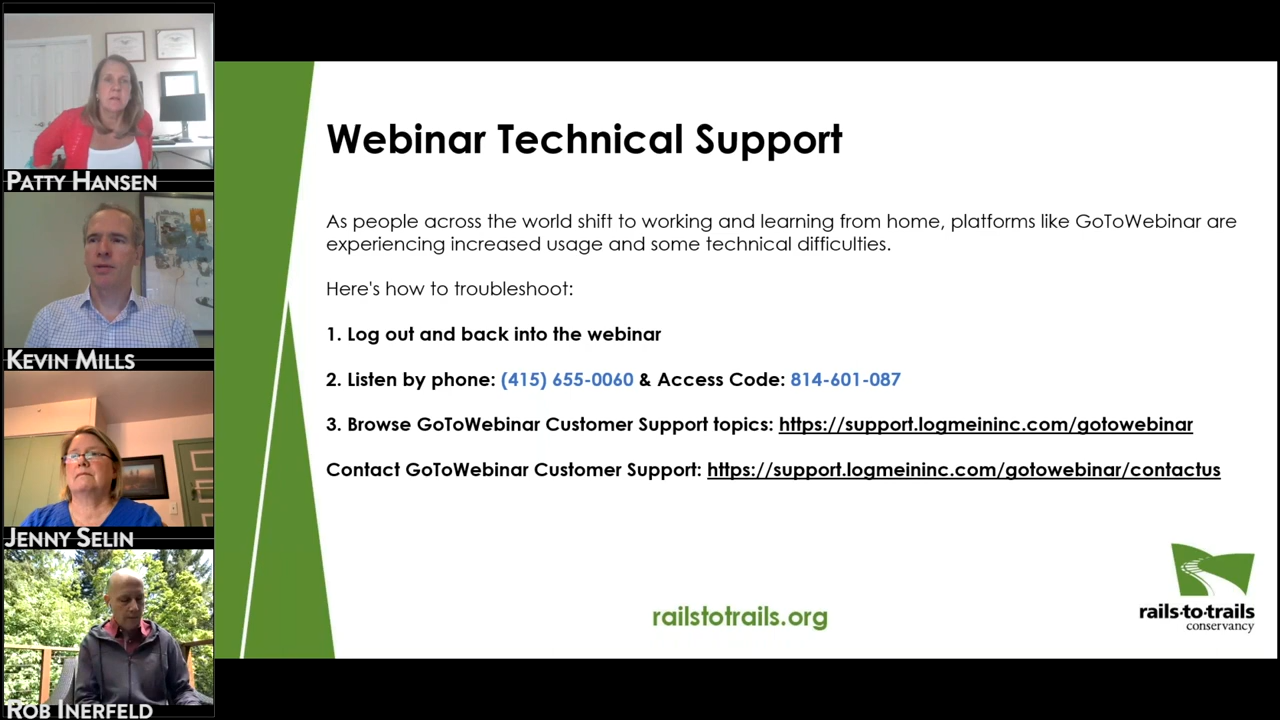 Patty Hansen
Kevin Mills
Jenny Selin
Rob Inerfeld
Webinar Technical Support
As people across the world shift to working and learning from home, platforms like GoToWebinar are
experiencing increased usage and some technical difficulties.
Here's how to troubleshoot:
1. Log out and back into the webinar
2. Listen by phone: (415) 655-0060 & Access Code: 814-601-087
3. Browse GoToWebinar Customer Support topics: https://support.logmeininc.com/gotowebinar
Contact GoToWebinar Customer Support: https://support.logmeininc.com/gotowebinar/contactus
railstotrails.org
rails-to-trails
conservancy